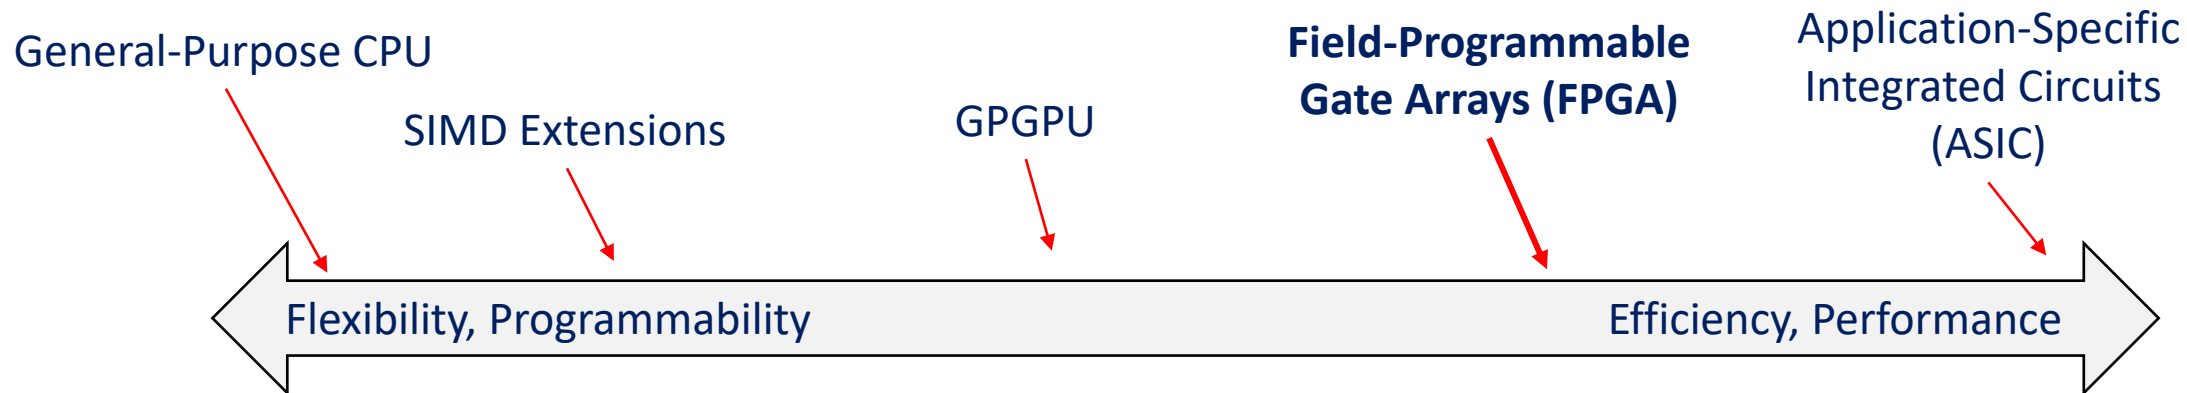 General-Purpose CPU
SIMD Extensions
GPGPU
Field-Programmable
Gate Arrays (FPGA)
Application-Specific
Integrated Circuits
(ASIC)
Flexibility, Programmability
Efficiency, Performance